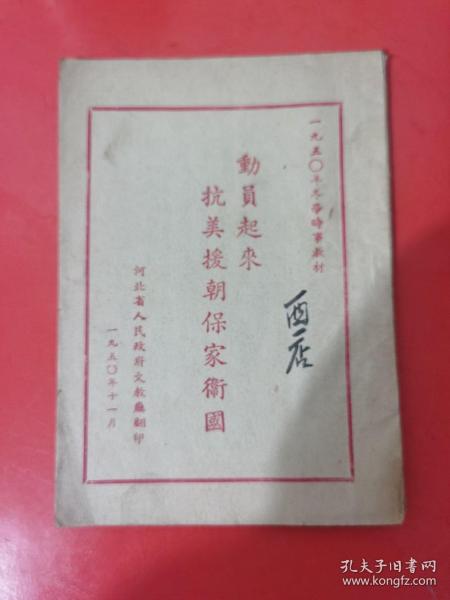 一九五〇年冬學時事教材
動員起來
抗美援朝保家衛國
河北省人民政府文教廳翻印
一九五〇年十一月
西店
孔夫子旧书网
www.kongfz.com